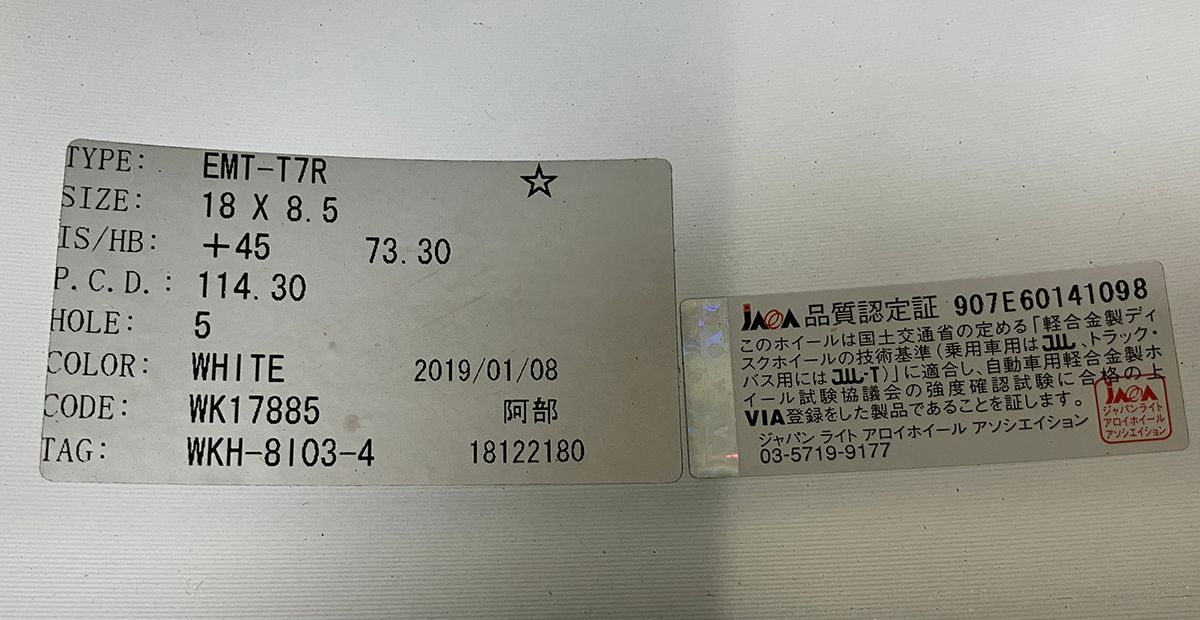 TYPE: EMT-T7R ☆
SIZE: 18 X 8.5
IS/HB: +45 73.30
P.C.D.: 114.30
HOLE: 5
COLOR: WHITE 2019/01/08
CODE: WK17885 阿部
TAG: WKH-8I03-4 18122180
JAWA 品質認定証 907E60141098
このホイールは国土交通省の定める「軽合金製ディ
スクホイールの技術基準(乗用車用はJWL、トラック・
バス用にはJWL-T)」に適合し、自動車用軽合金製ホ
イール試験協議会の強度確認試験に合格の上
VIA登録をした製品であることを証します。
ジャパン ライト アロイホイール アソシエイション
03-5719-9177
JAWA
ジャパンライト
アロイホイール
アソシエイション